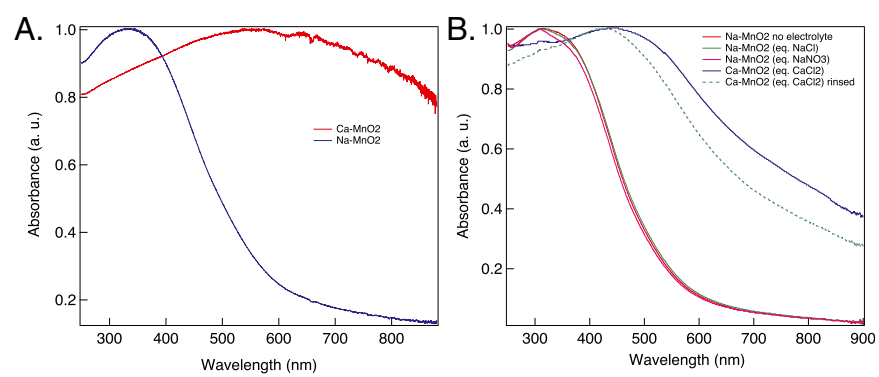 A.
1.0
0.8
0.6
0.4
0.2
Absorbance (a. u.)
Ca-MnO2
Na-MnO2
300 400 500 600 700 800
Wavelength (nm)
B.
1.0
0.8
0.6
0.4
0.2
Absorbance (a. u.)
Na-MnO2 no electrolyte
Na-MnO2 (eq. NaCl)
Na-MnO2 (eq. NaNO3)
Ca-MnO2 (eq. CaCl2)
Ca-MnO2 (eq. CaCl2) rinsed
300 400 500 600 700 800 900
Wavelength (nm)